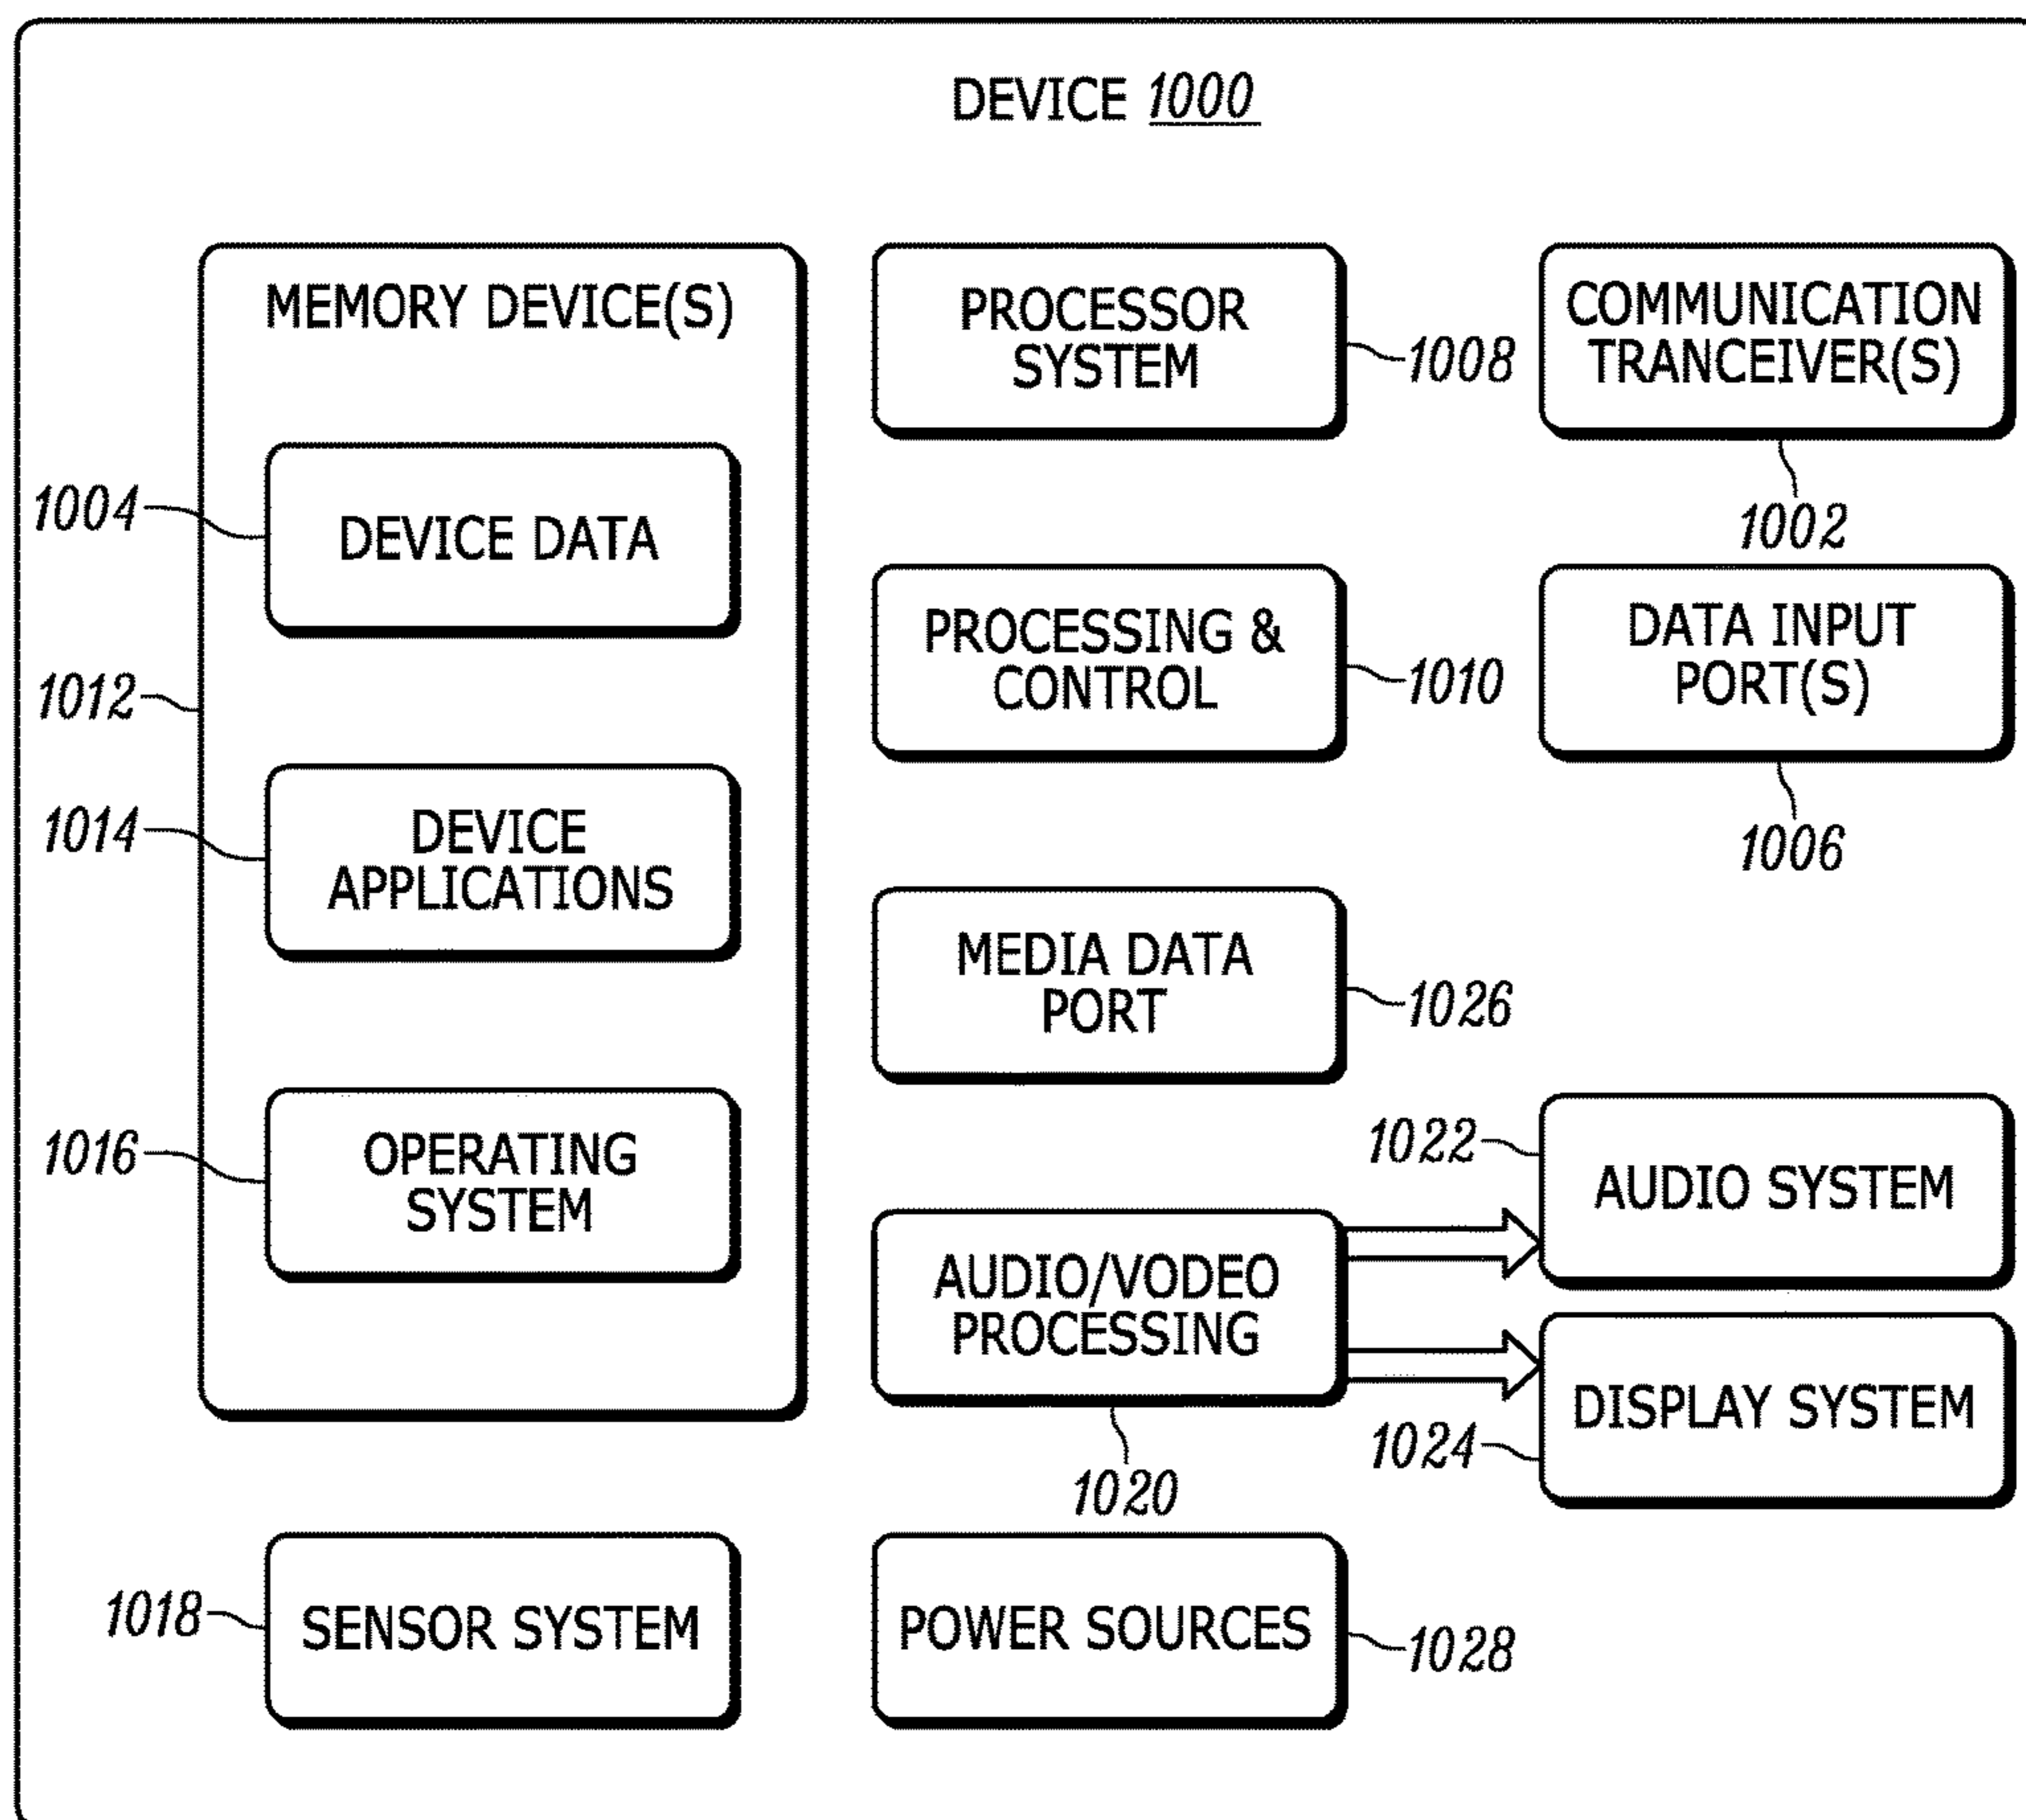 DEVICE 1000
MEMORY DEVICE(S)
1004
DEVICE DATA
1012
1014
DEVICE
APPLICATIONS
1016
OPERATING
SYSTEM
1018
SENSOR SYSTEM
PROCESSOR
SYSTEM
1008
PROCESSING &
CONTROL
1010
MEDIA DATA
PORT
1026
AUDIO/VODEO
PROCESSING
1020
POWER SOURCES
1028
COMMUNICATION
TRANCEIVER(S)
1002
DATA INPUT
PORT(S)
1006
1022
AUDIO SYSTEM
1024
DISPLAY SYSTEM